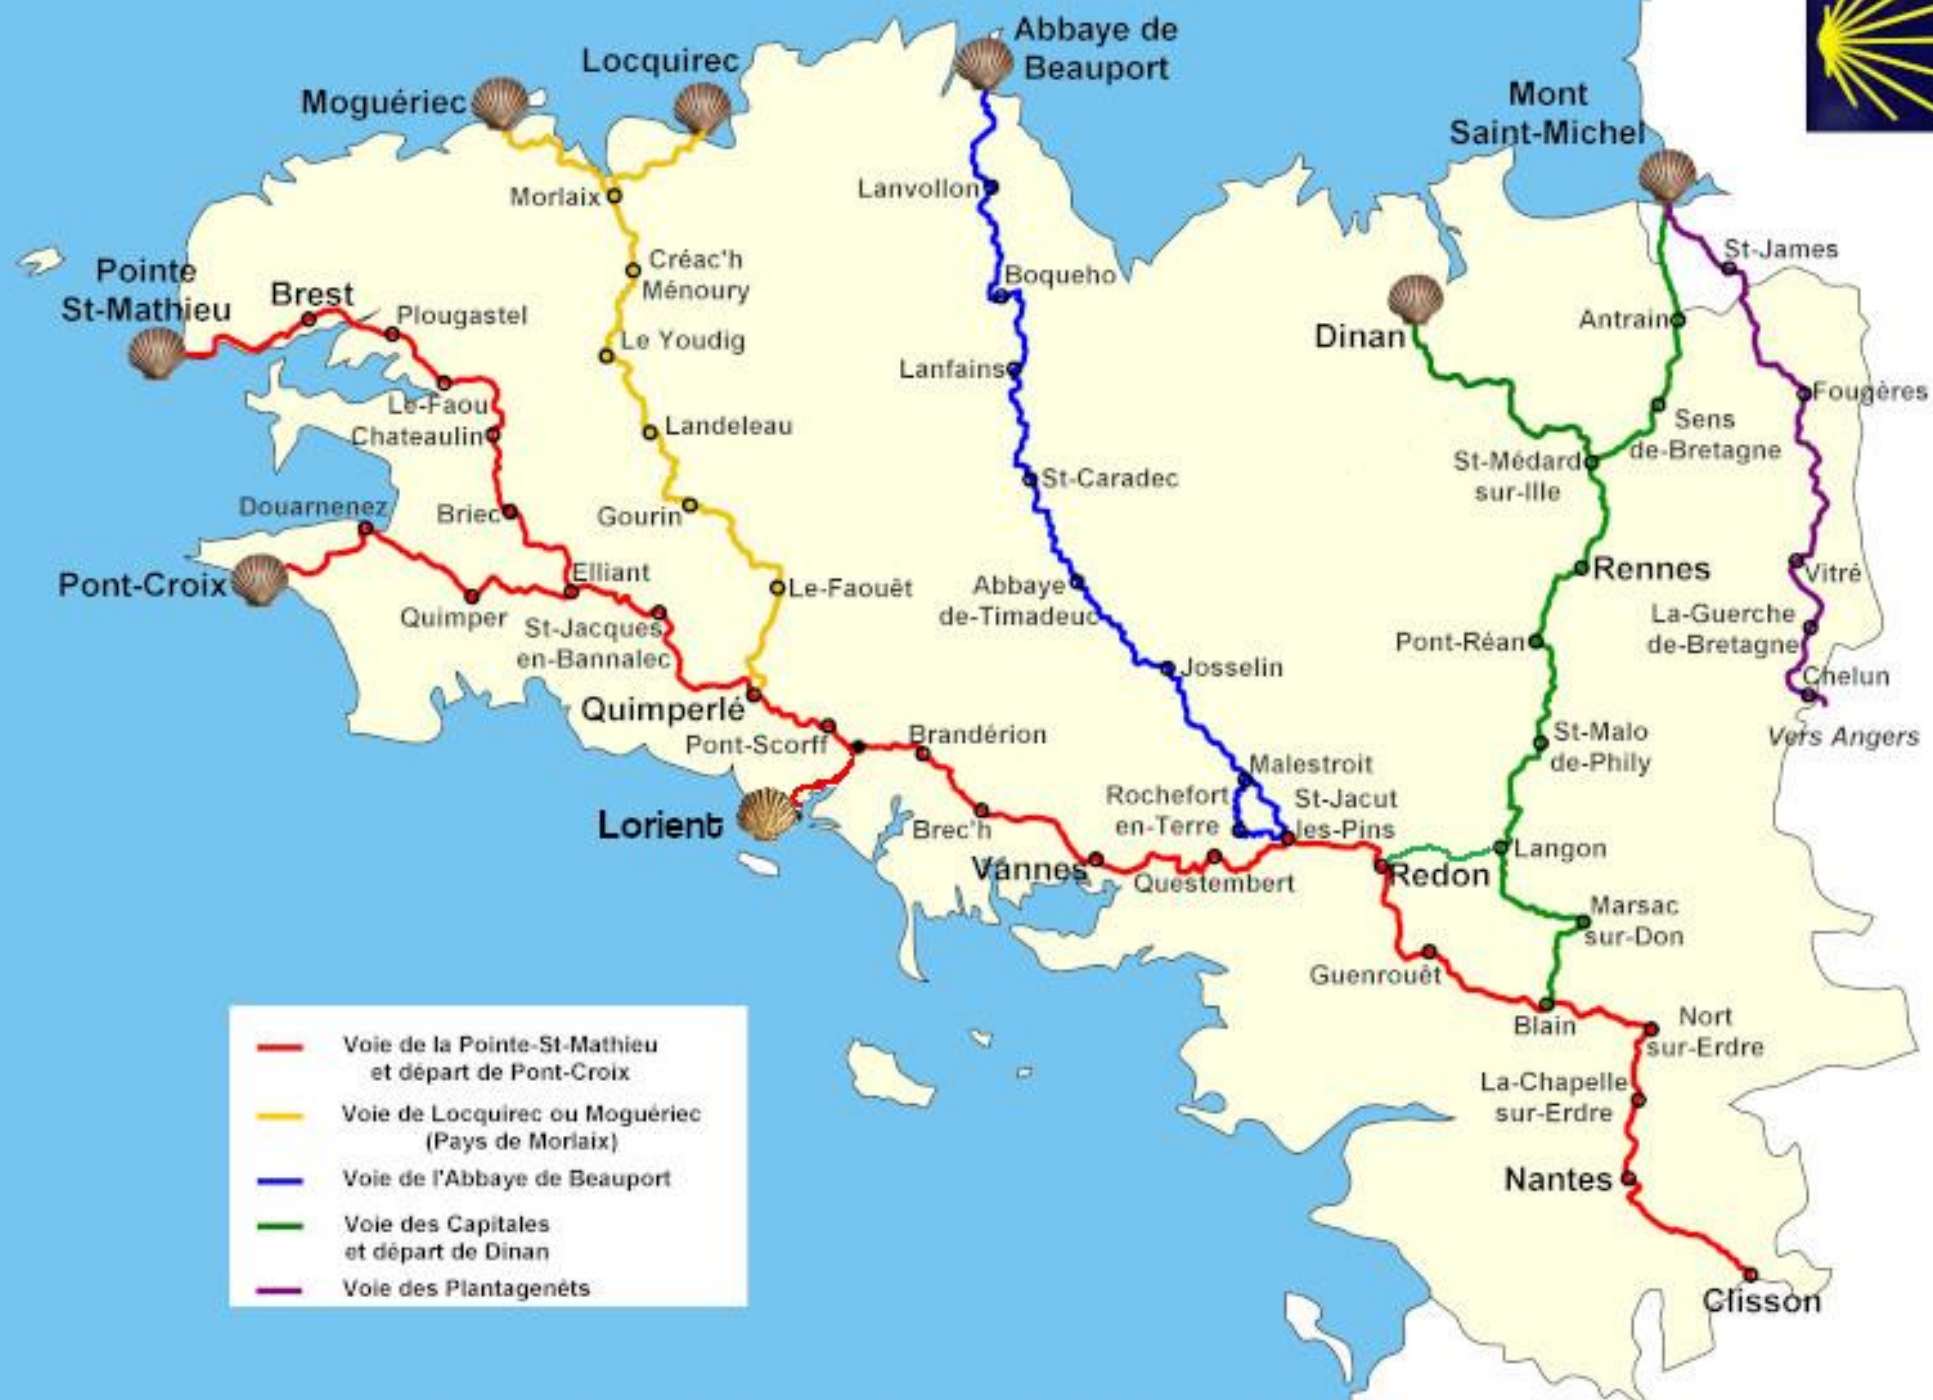 Abbaye de
Beauport
Locquirec
Moguériec
Mont
Saint-Michel
Morlaix
Lanvollon
St-James
Créac'h
Ménoury
Boqueho
Pointe
St-Mathieu
Brest
Plougastel
Antrain
Dinan
Le Youdig
Lanfains
Fougères
Le-Faou
Chateaulin
Landeleau
Sens
de-Bretagne
St-Médard
sur-Ille
St-Caradec
Douarnenez
Briec
Gourin
Pont-Croix
Elliant
Le-Faouêt
Abbaye
de-Timadeuc
Rennes
Vitré
Quimper
St-Jacques
en-Bannalec
La-Guerche
de-Bretagne
Pont-Réan
Josselin
Chelun
Quimperlé
Vers Angers
Pont-Scorff
Brandérion
St-Malo
de-Phily
Malestroit
Rochefort
en-Terre
St-Jacut
les-Pins
Lorient
Brec'h
Langon
Vannes
Questembert
Redon
Marsac
sur-Don
Guenrouêt
Blain
Nort
sur-Erdre
La-Chapelle
sur-Erdre
Nantes
Clisson
Voie de la Pointe-St-Mathieu
et départ de Pont-Croix
Voie de Locquirec ou Moguériec
(Pays de Morlaix)
Voie de l'Abbaye de Beauport
Voie des Capitales
et départ de Dinan
Voie des Plantagenêts